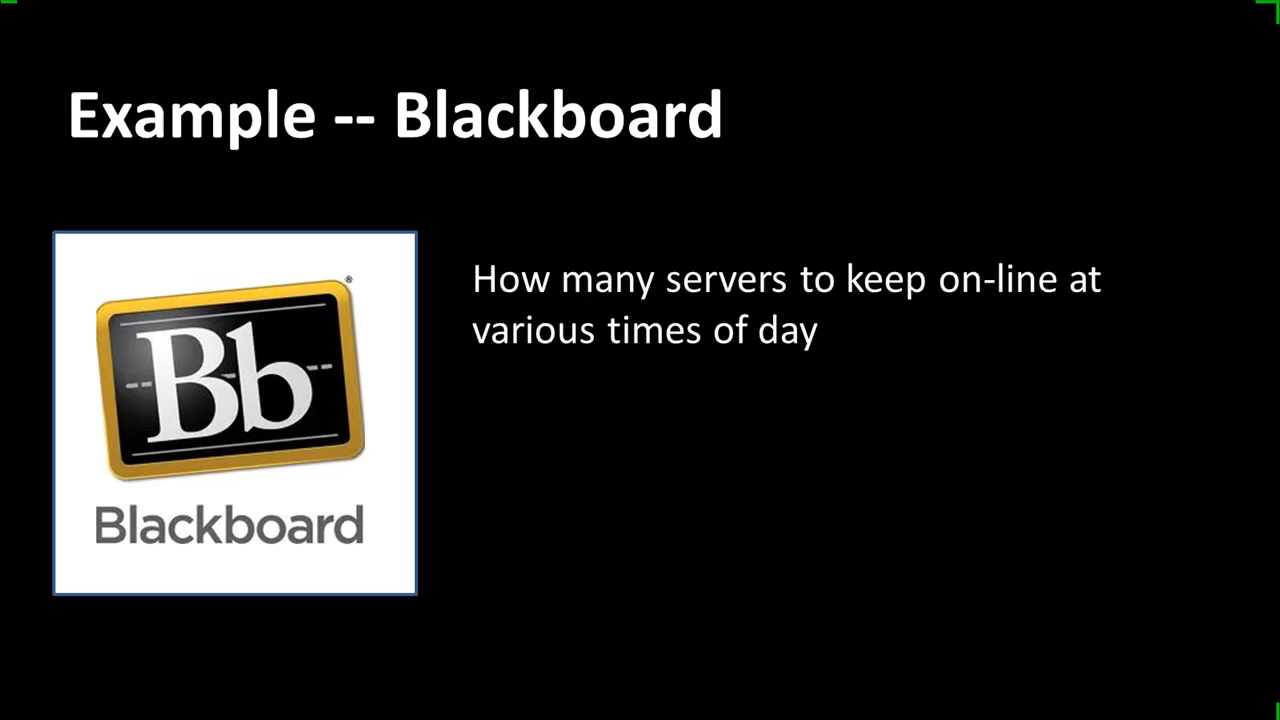 Example -- Blackboard
Bb
®
Blackboard
How many servers to keep on-line at
various times of day